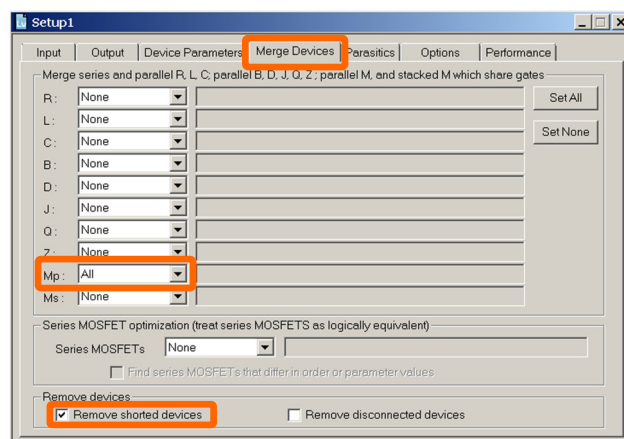 Setup1
Input Output Device Parameters Merge Devices Parasitics Options Performance
Merge series and parallel R, L, C; parallel B, D, J, Q, Z ; parallel M, and stacked M which share gates
R : None Set All
L : None
Set None
C : None
B : None
D : None
J : None
Q : None
Z : None
Mp : All
Ms : None
Series MOSFET optimization (treat series MOSFETS as logically equivalent)
Series MOSFETs None
Find series MOSFETs that differ in order or parameter values
Remove devices
Remove shorted devices Remove disconnected devices